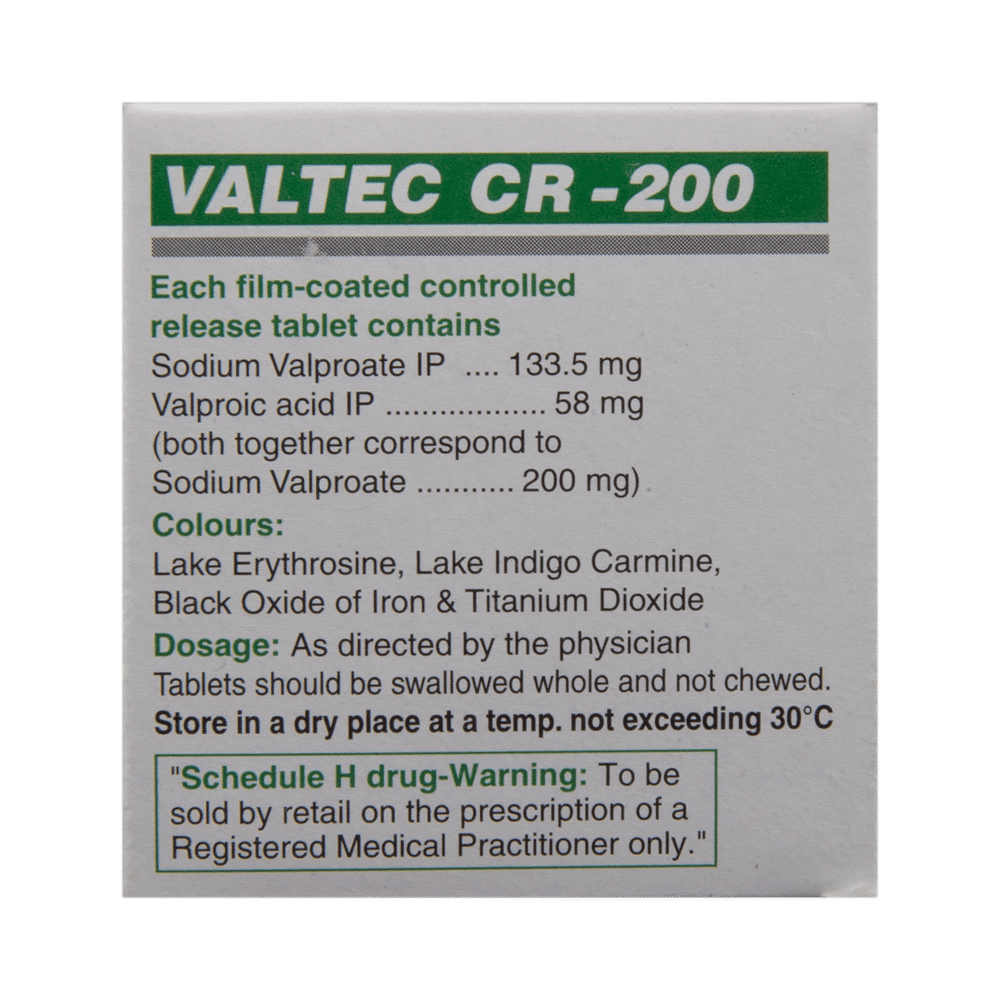 VALTEC CR - 200
Each film-coated controlled
release tablet contains
Sodium Valproate IP .... 133.5 mg
Valproic acid IP .................. 58 mg
(both together correspond to
Sodium Valproate ........... 200 mg)
Colours:
Lake Erythrosine, Lake Indigo Carmine,
Black Oxide of Iron & Titanium Dioxide
Dosage: As directed by the physician
Tablets should be swallowed whole and not chewed.
Store in a dry place at a temp. not exceeding 30°C
"Schedule H drug-Warning: To be
sold by retail on the prescription of a
Registered Medical Practitioner only."